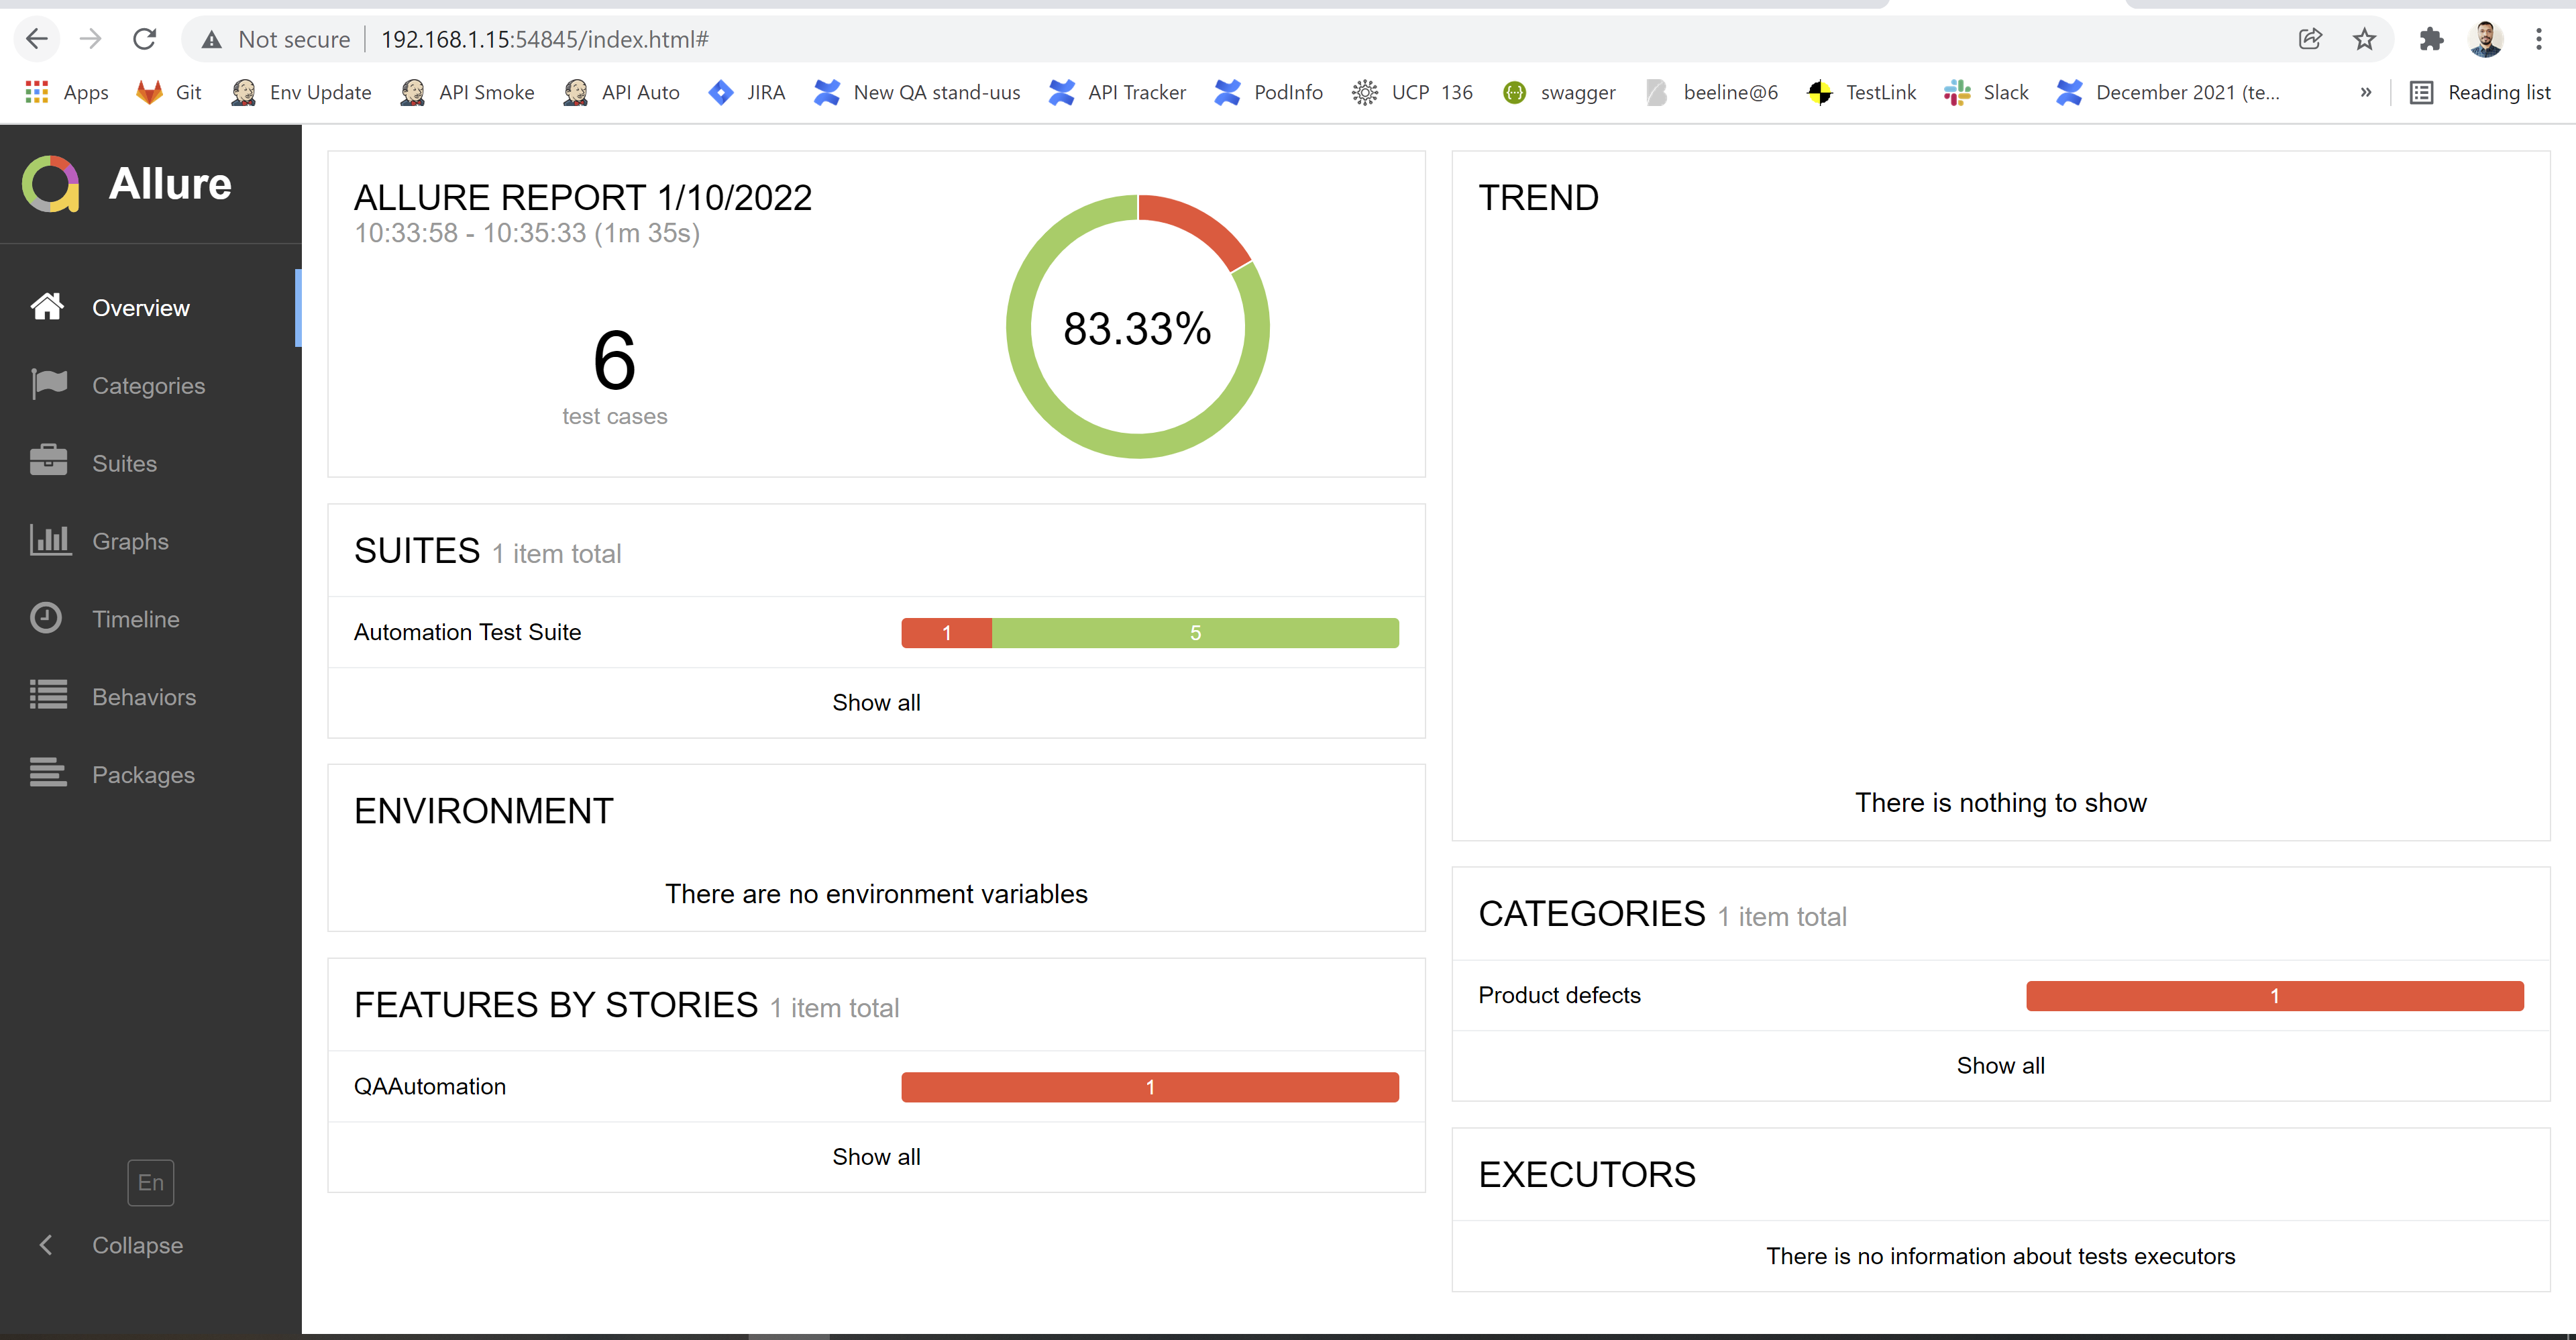 Not secure 192.168.1.15:54845/index.html#
Apps Git Env Update API Smoke API Auto JIRA New QA stand-uus API Tracker PodInfo UCP 136 swagger beeline@6 TestLink Slack December 2021 (te... » Reading list
Allure
Overview
Categories
Suites
Graphs
Timeline
Behaviors
Packages
En
Collapse
ALLURE REPORT 1/10/2022
10:33:58 - 10:35:33 (1m 35s)
6
test cases
83.33%
SUITES 1 item total
Automation Test Suite 1 5
Show all
ENVIRONMENT
There are no environment variables
FEATURES BY STORIES 1 item total
QAAutomation 1
Show all
TREND
There is nothing to show
CATEGORIES 1 item total
Product defects 1
Show all
EXECUTORS
There is no information about tests executors